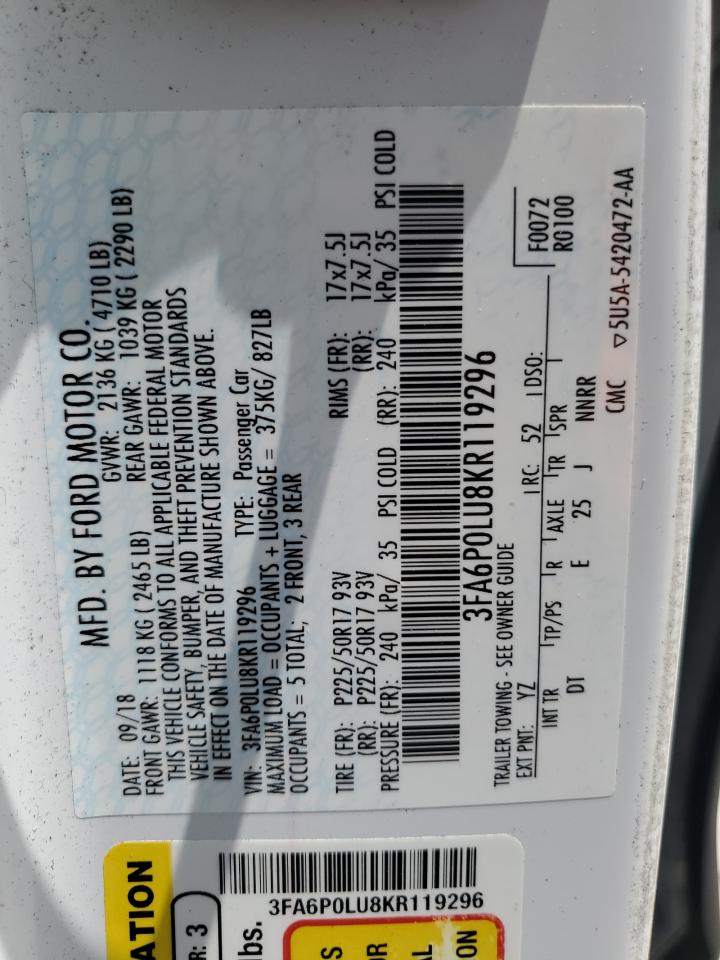 MFD. BY FORD MOTOR CO.
DATE: 09/18 GVWR: 2136 KG ( 4710 LB)
FRONT GAWR: 1118 KG ( 2465 LB) REAR GAWR: 1039 KG ( 2290 LB)
THIS VEHICLE CONFORMS TO ALL APPLICABLE FEDERAL MOTOR
VEHICLE SAFETY, BUMPER, AND THEFT PREVENTION STANDARDS
IN EFFECT ON THE DATE OF MANUFACTURE SHOWN ABOVE.
VIN: 3FA6P0LU8KR119296 TYPE: Passenger Car
MAXIMUM LOAD = OCCUPANTS + LUGGAGE = 375KG/ 827LB
OCCUPANTS = 5 TOTAL, 2 FRONT, 3 REAR
TIRE (FR): P225/50R17 93V RIMS (FR): 17x7.5J
(RR): P225/50R17 93V (RR): 17x7.5J
PRESSURE (FR): 240 kPa/ 35 PSI COLD (RR): 240 kPa/ 35 PSI COLD
3FA6P0LU8KR119296
TRAILER TOWING - SEE OWNER GUIDE
EXT PNT: YZ RC: 52 DSO: F0072
R0100
INT TR TP/PS R AXLE TR SPR
DT E 25 J NNRR
CMC ▽5U5A-5420472-AA
ATION
R: 3
lbs.
3FA6P0LU8KR119296
S
OR
AL
ON